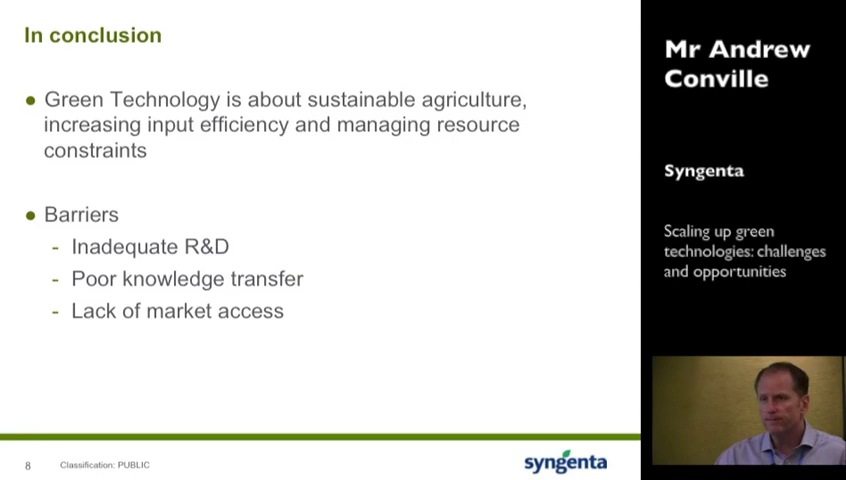 In conclusion
● Green Technology is about sustainable agriculture,
increasing input efficiency and managing resource
constraints
● Barriers
- Inadequate R&D
- Poor knowledge transfer
- Lack of market access
8 Classification: PUBLIC
syngenta
Mr Andrew
Conville
Syngenta
Scaling up green
technologies: challenges
and opportunities